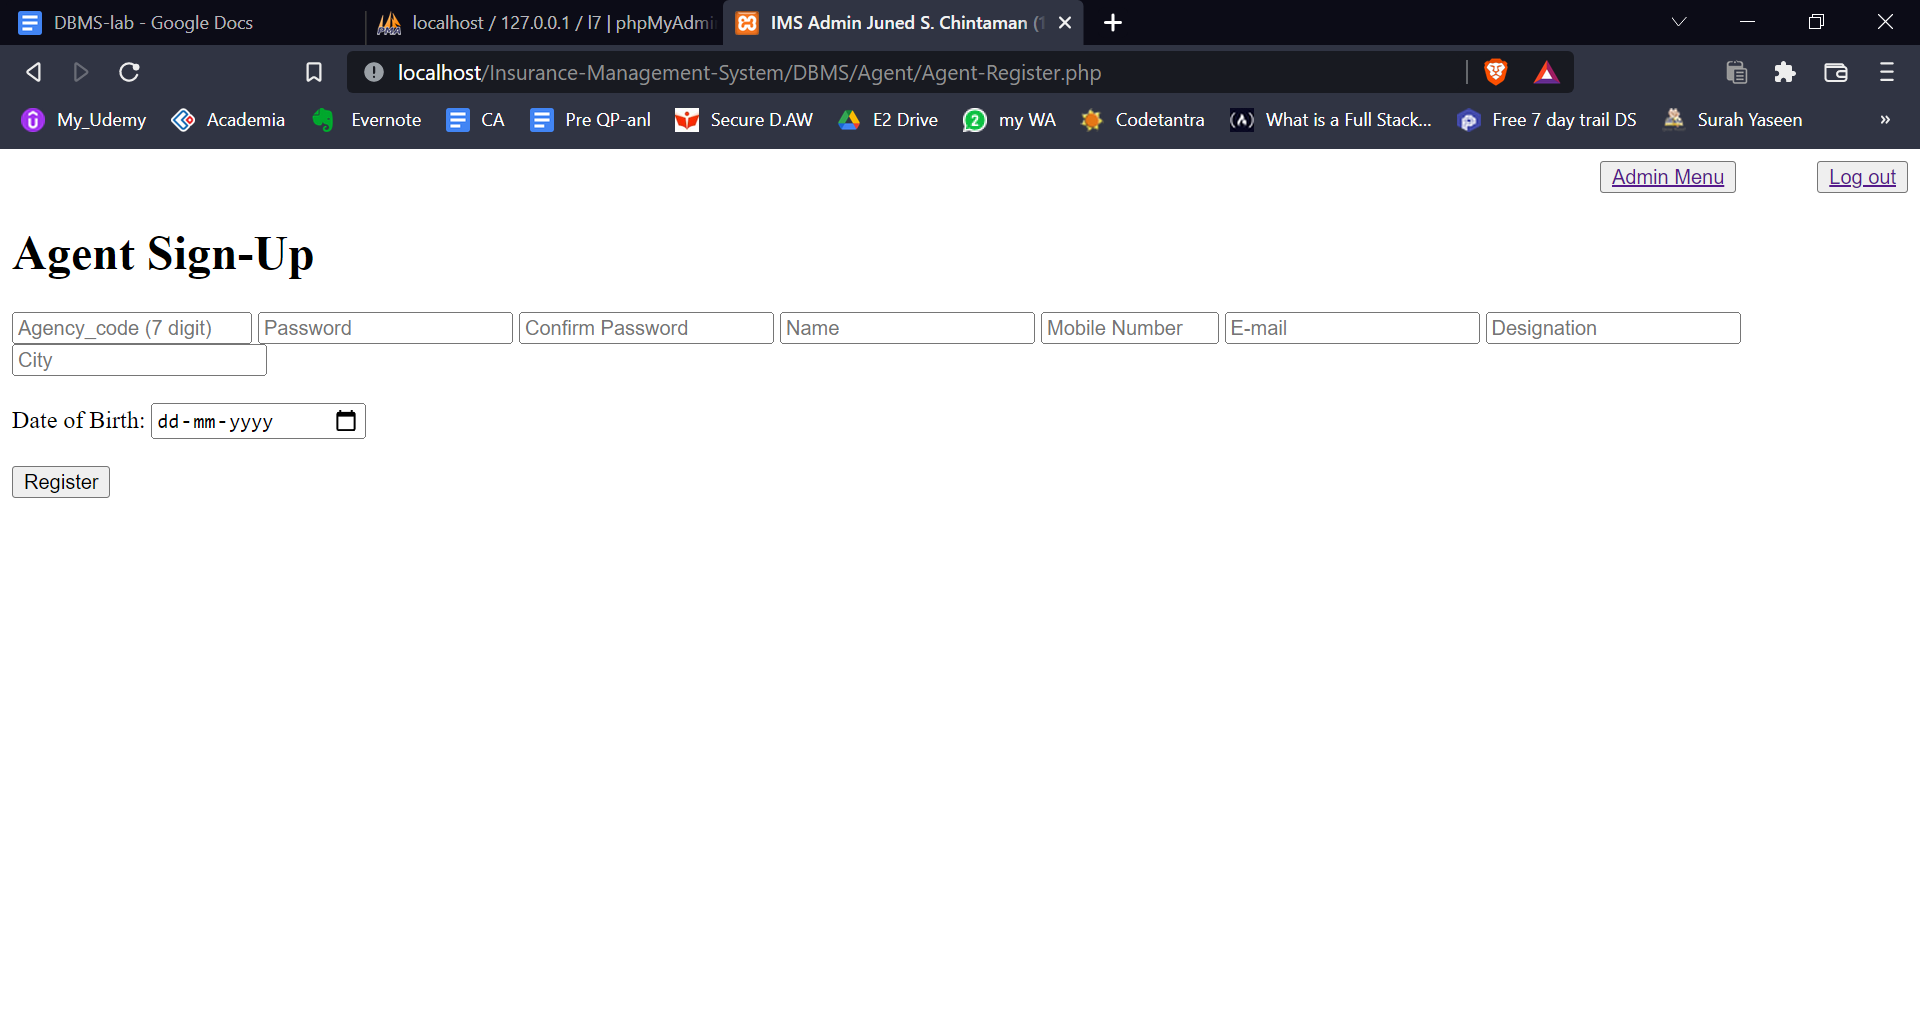 DBMS-lab - Google Docs
localhost / 127.0.0.1 / l7 | phpMyAdmi
IMS Admin Juned S. Chintaman (1
localhost/Insurance-Management-System/DBMS/Agent/Agent-Register.php
My_Udemy Academia Evernote CA Pre QP-anl Secure D.AW E2 Drive my WA Codetantra What is a Full Stack... Free 7 day trail DS Surah Yaseen »
Admin Menu Log out
Agent Sign-Up
Agency_code (7 digit) Password Confirm Password Name Mobile Number E-mail Designation
City
Date of Birth: dd-mm-yyyy
Register